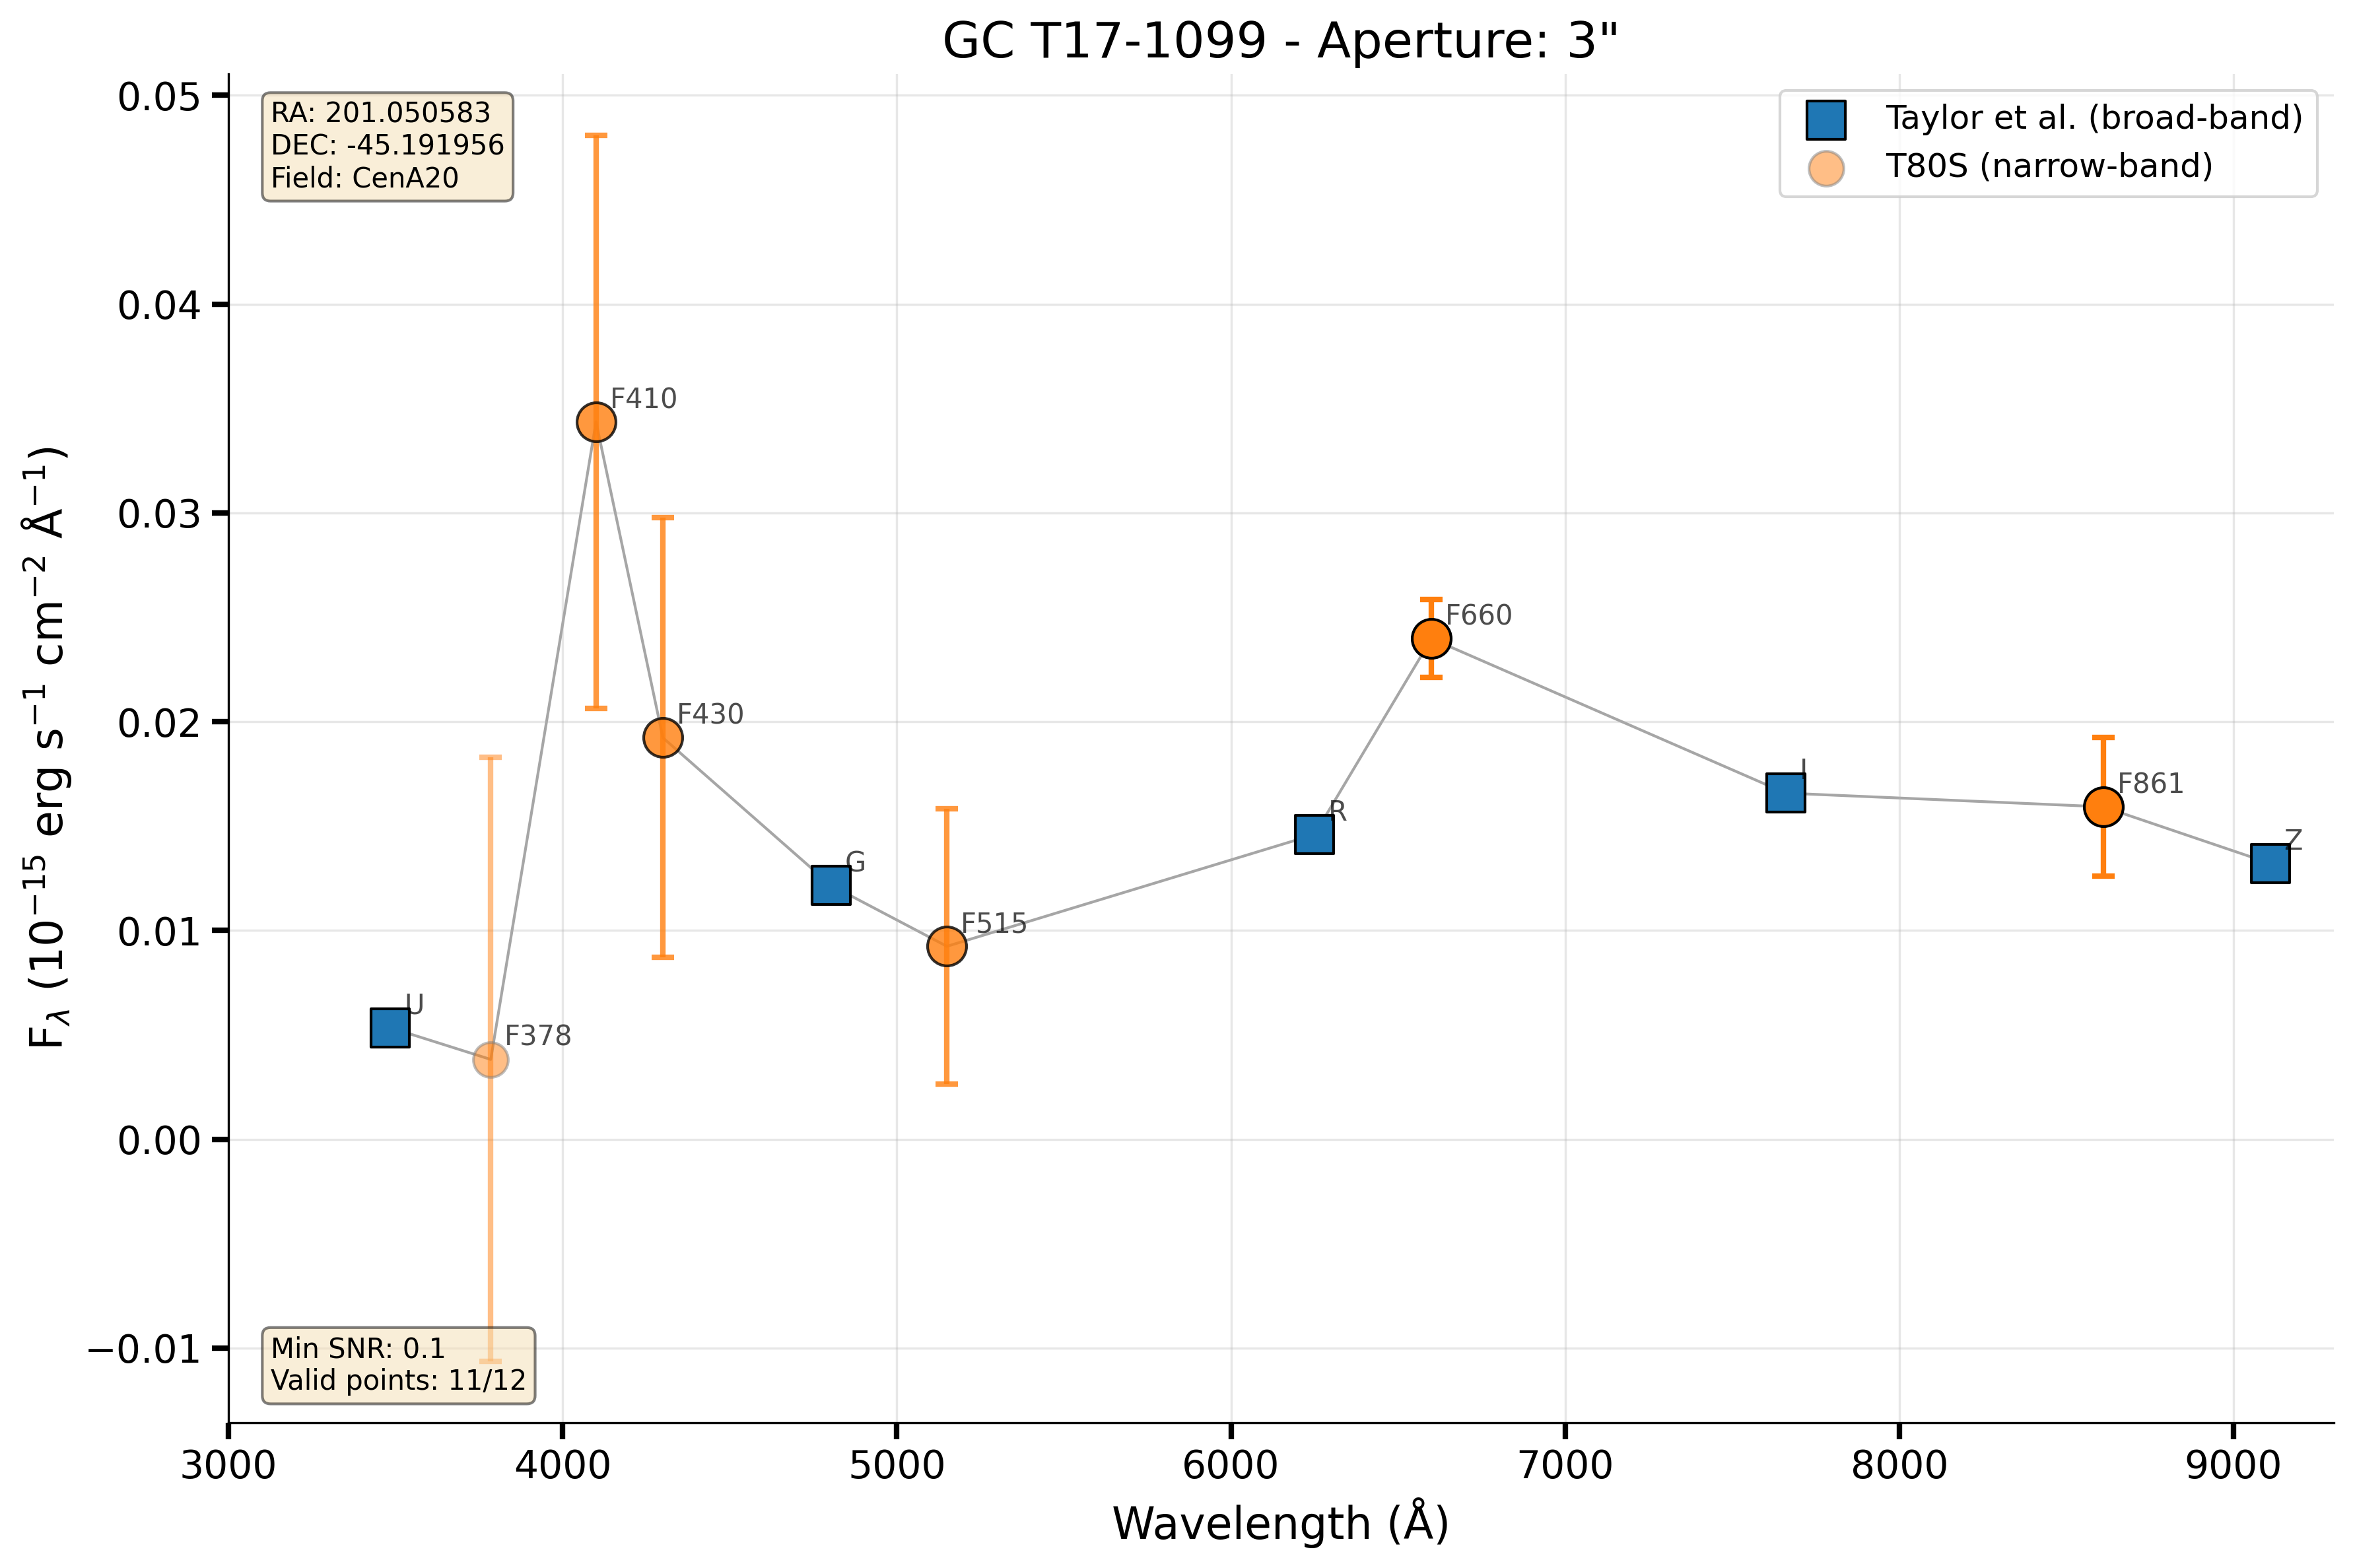 GC T17-1099 - Aperture: 3"
RA: 201.050583
DEC: -45.191956
Field: CenA20
Taylor et al. (broad-band)
T80S (narrow-band)
0.05
0.04
0.03
0.02
0.01
0.00
−0.01
F_λ (10⁻¹⁵ erg s⁻¹ cm⁻² Å⁻¹)
U
F378
F410
F430
G
F515
R
F660
I
F861
Z
Min SNR: 0.1
Valid points: 11/12
3000 4000 5000 6000 7000 8000 9000
Wavelength (Å)